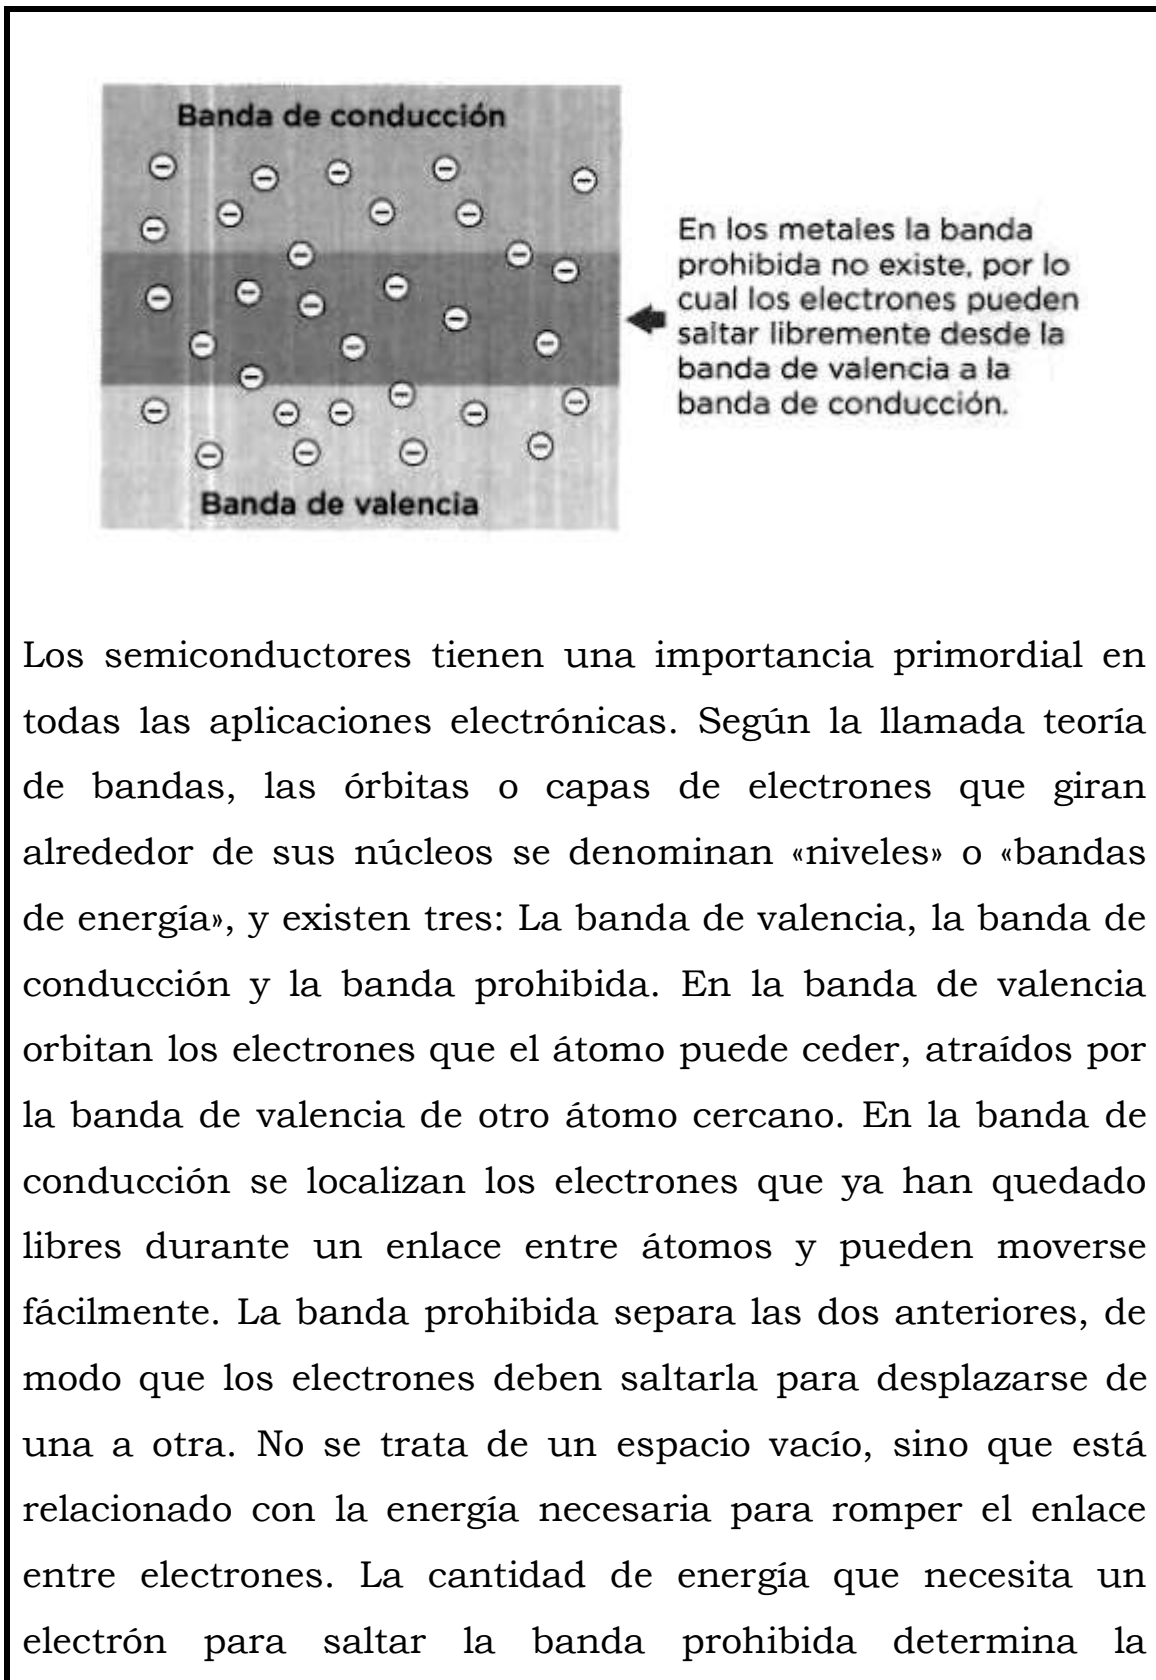 Banda de conducción
Banda de valencia
En los metales la banda
prohibida no existe, por lo
cual los electrones pueden
saltar libremente desde la
banda de valencia a la
banda de conducción.
Los semiconductores tienen una importancia primordial en
todas las aplicaciones electrónicas. Según la llamada teoría
de bandas, las órbitas o capas de electrones que giran
alrededor de sus núcleos se denominan «niveles» o «bandas
de energía», y existen tres: La banda de valencia, la banda de
conducción y la banda prohibida. En la banda de valencia
orbitan los electrones que el átomo puede ceder, atraídos por
la banda de valencia de otro átomo cercano. En la banda de
conducción se localizan los electrones que ya han quedado
libres durante un enlace entre átomos y pueden moverse
fácilmente. La banda prohibida separa las dos anteriores, de
modo que los electrones deben saltarla para desplazarse de
una a otra. No se trata de un espacio vacío, sino que está
relacionado con la energía necesaria para romper el enlace
entre electrones. La cantidad de energía que necesita un
electrón para saltar la banda prohibida determina la